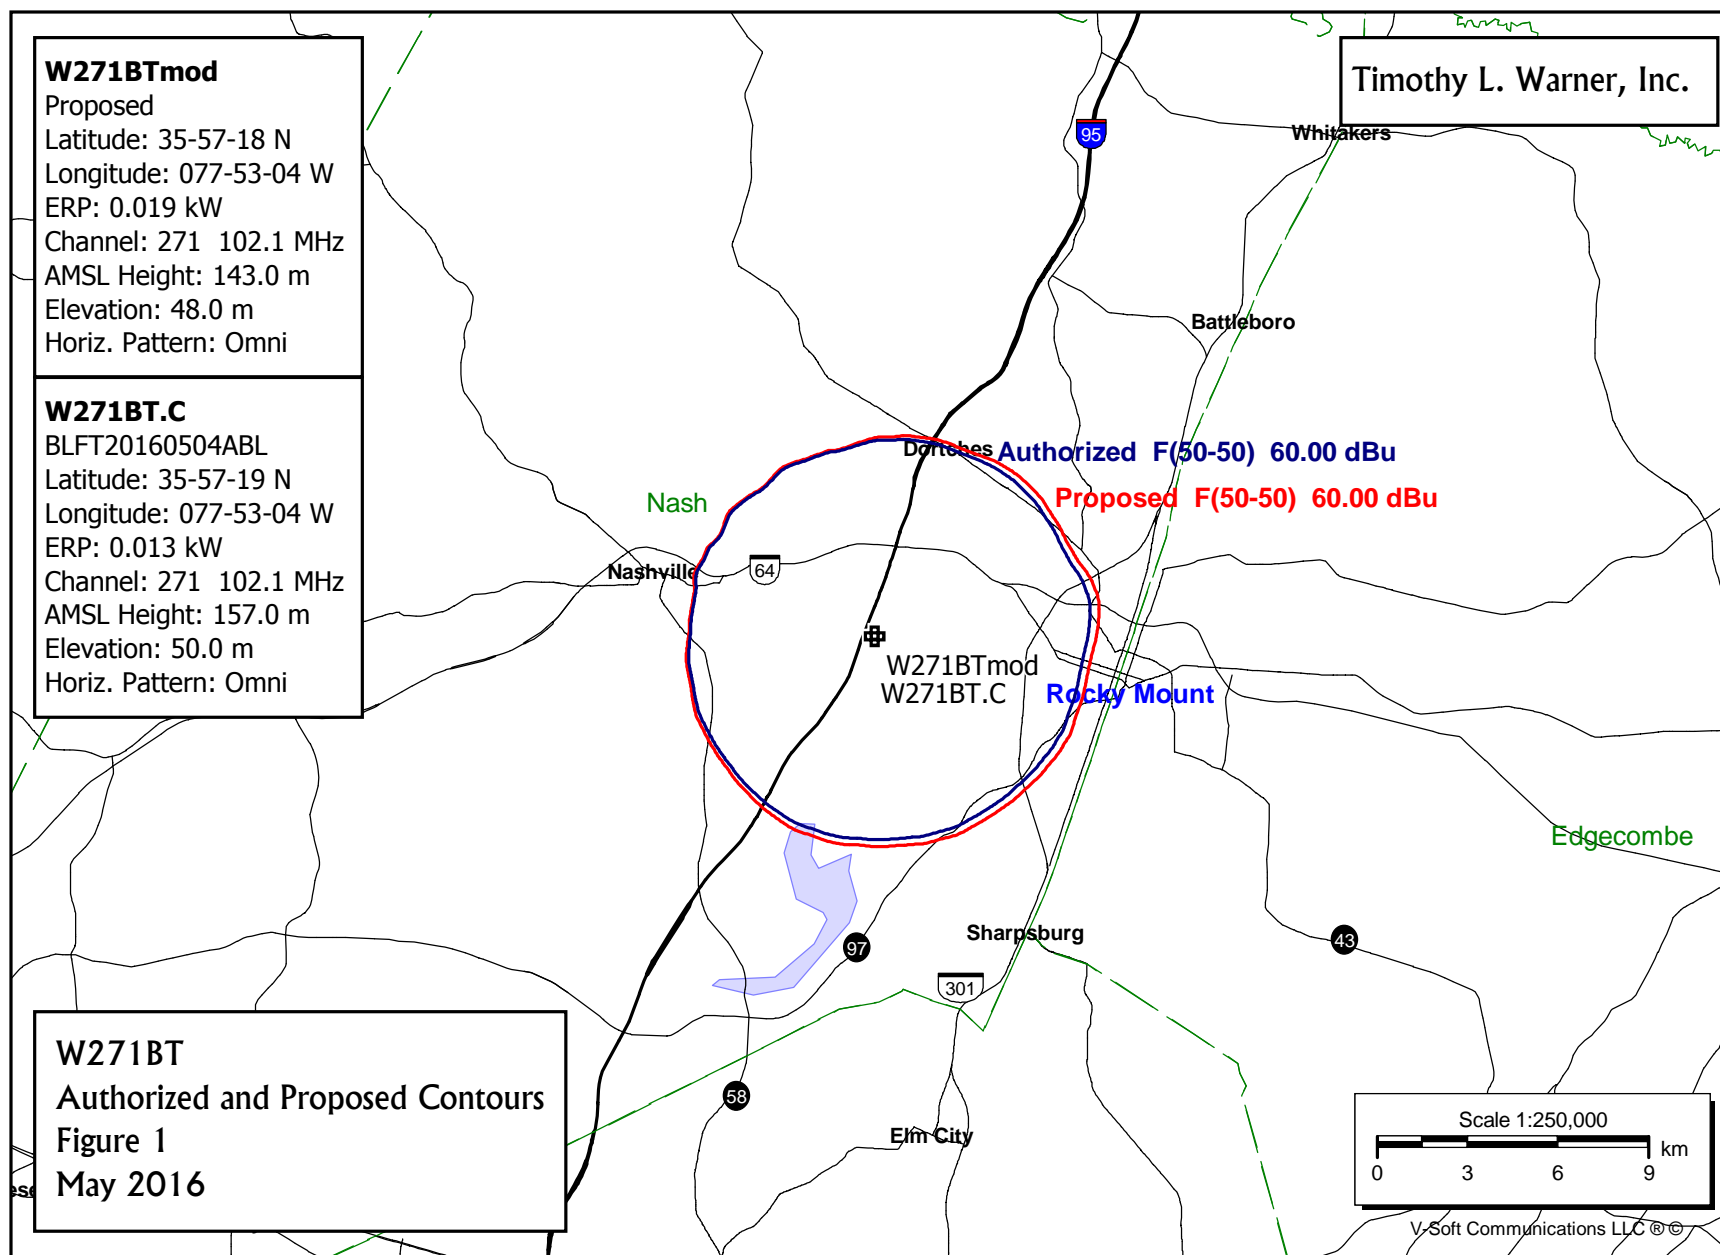 W271BTmod
Proposed
Latitude: 35-57-18 N
Longitude: 077-53-04 W
ERP: 0.019 kW
Channel: 271  102.1 MHz
AMSL Height: 143.0 m
Elevation: 48.0 m
Horiz. Pattern: Omni
W271BT.C
BLFT20160504ABL
Latitude: 35-57-19 N
Longitude: 077-53-04 W
ERP: 0.013 kW
Channel: 271  102.1 MHz
AMSL Height: 157.0 m
Elevation: 50.0 m
Horiz. Pattern: Omni
Timothy L. Warner, Inc.
95
Whitakers
Battleboro
Dortches
Authorized  F(50-50)  60.00 dBu
Proposed  F(50-50)  60.00 dBu
Nash
Nashville
64
W271BTmod
W271BT.C
Rocky Mount
Edgecombe
Sharpsburg
97
43
301
58
Elm City
W271BT
Authorized and Proposed Contours
Figure 1
May 2016
Scale 1:250,000
km
0 3 6 9
V-Soft Communications LLC ® ©